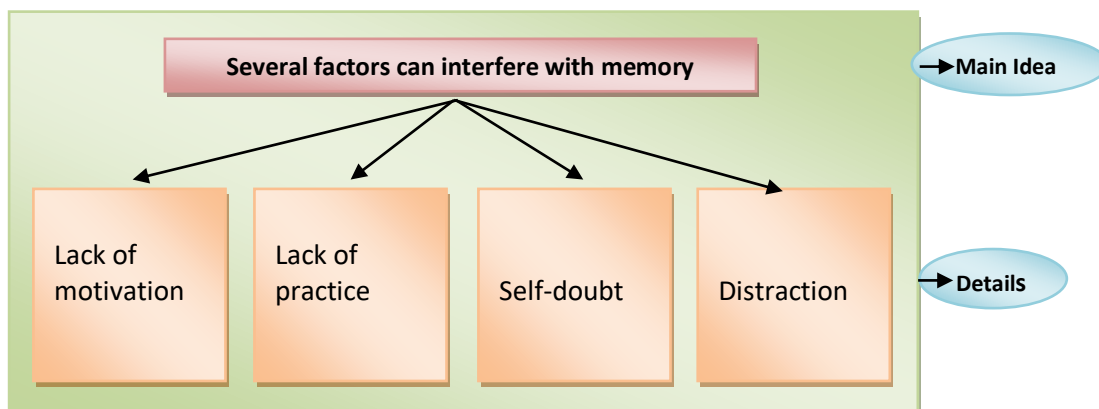 Several factors can interfere with memory
Main Idea
Lack of
motivation
Lack of
practice
Self-doubt
Distraction
Details